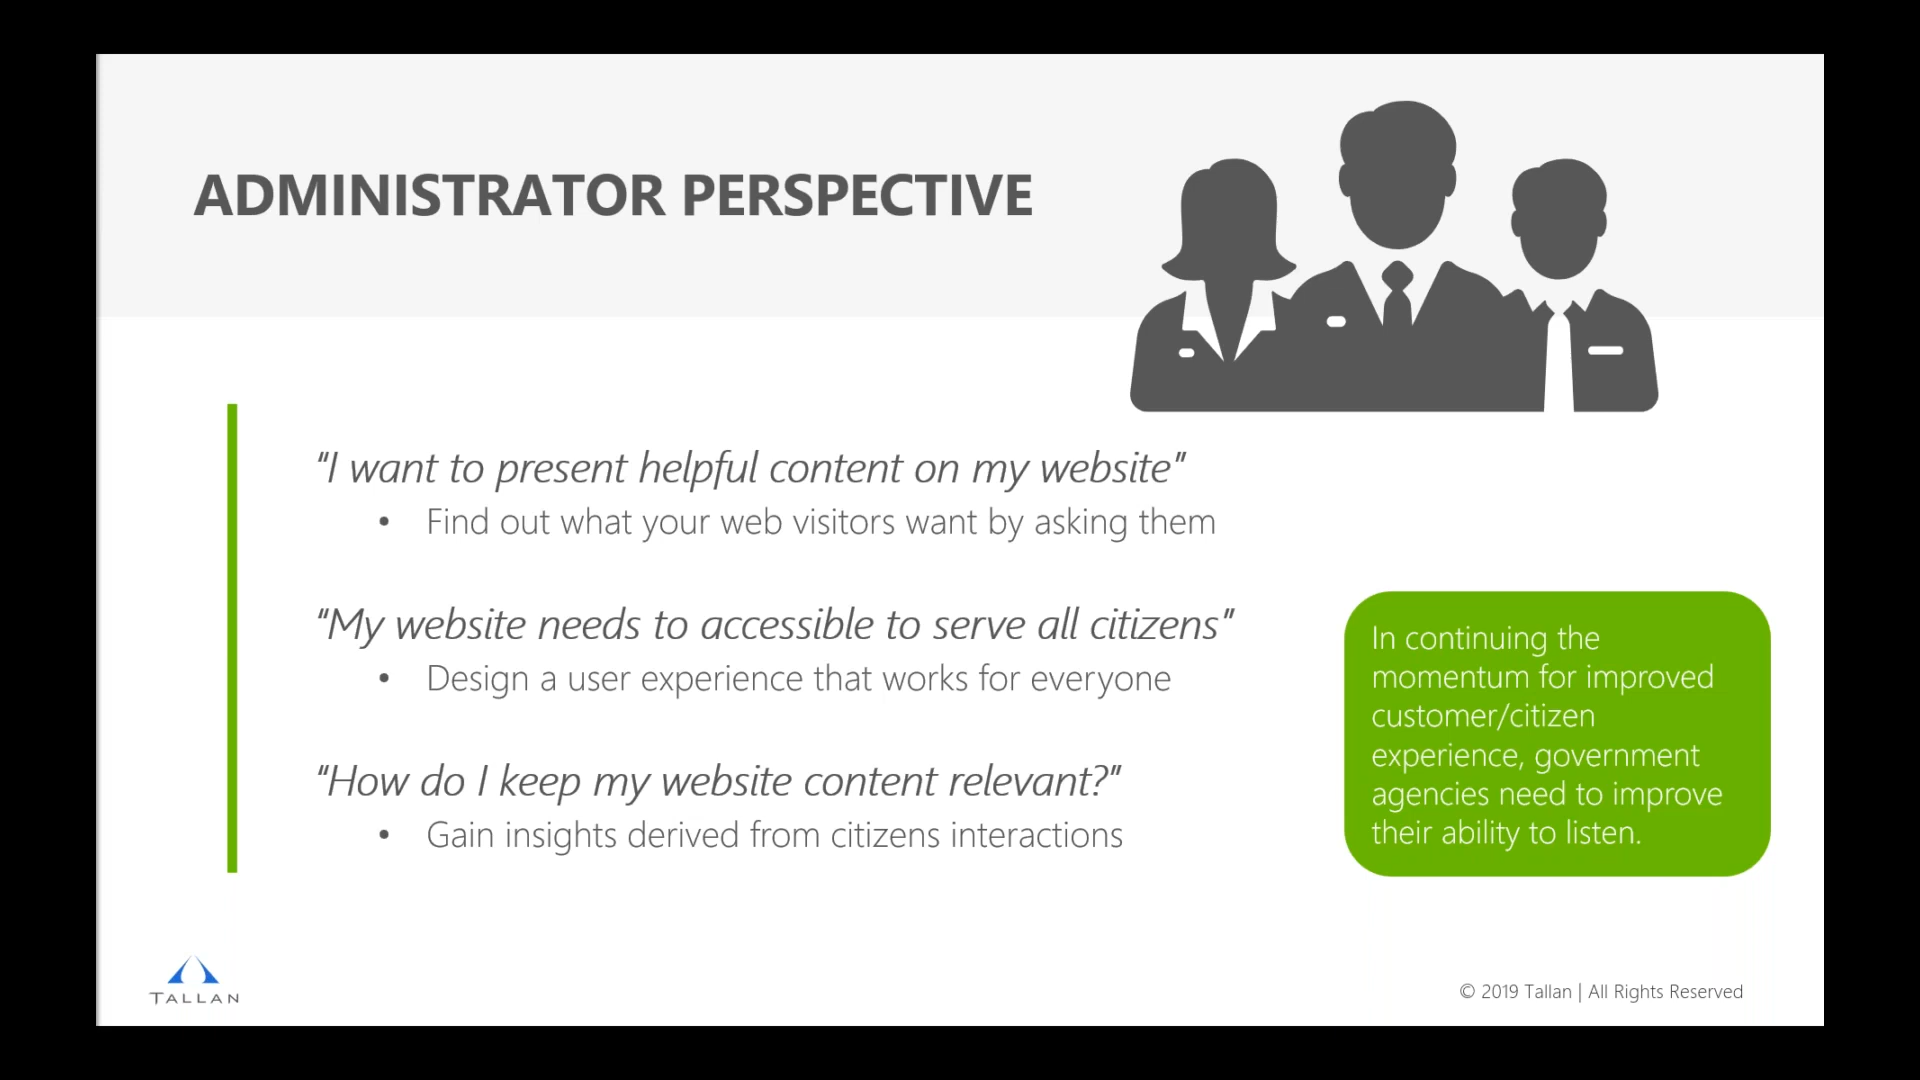 ADMINISTRATOR PERSPECTIVE
"I want to present helpful content on my website"
• Find out what your web visitors want by asking them
"My website needs to accessible to serve all citizens"
• Design a user experience that works for everyone
"How do I keep my website content relevant?"
• Gain insights derived from citizens interactions
In continuing the
momentum for improved
customer/citizen
experience, government
agencies need to improve
their ability to listen.
TALLAN
© 2019 Tallan | All Rights Reserved